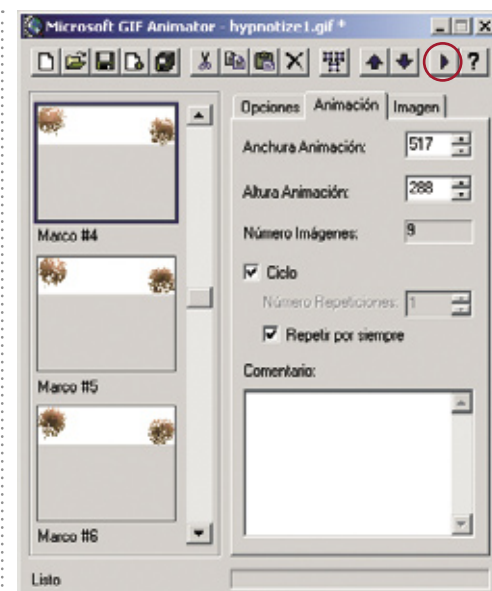 Microsoft GIF Animator - hypnotize1.gif *
Opciones Animación Imagen
Anchura Animación: 517
Altura Animación: 288
Número Imágenes: 9
Ciclo
Número Repeticiones: 1
Repetir por siempre
Comentario:
Marco #4
Marco #5
Marco #6
Listo